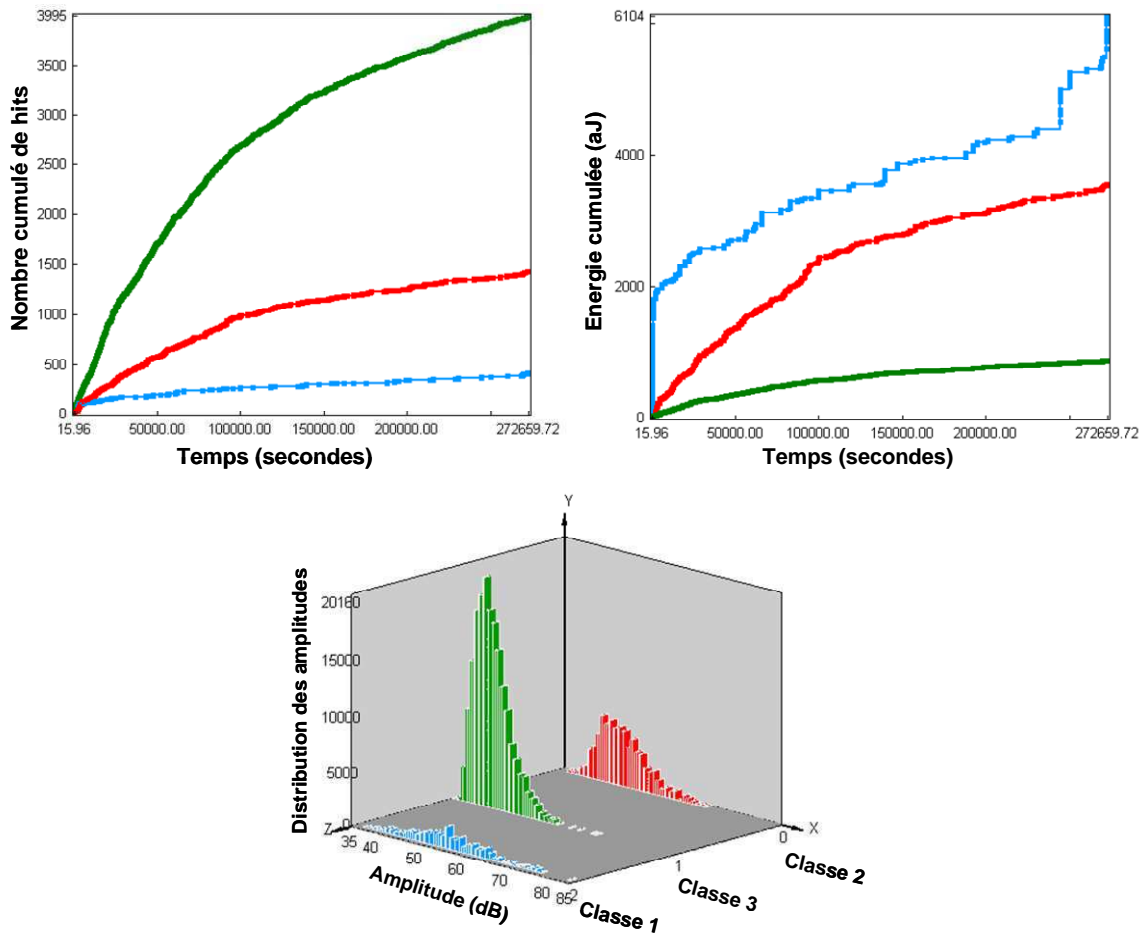 3995
3500
3000
2500
2000
1500
1000
500
0
Nombre cumulé de hits
15.96 50000.00 100000.00 150000.00 200000.00 272659.72
Temps (secondes)
6104
4000
2000
0
Energie cumulée (aJ)
15.96 50000.00 100000.00 150000.00 200000.00 272659.72
Temps (secondes)
Y
Distribution des amplitudes
20160
15000
10000
5000
0
Z
X
35 40 50 60 70 80 85
Amplitude (dB)
0
1
2
Classe 2
Classe 3
Classe 1